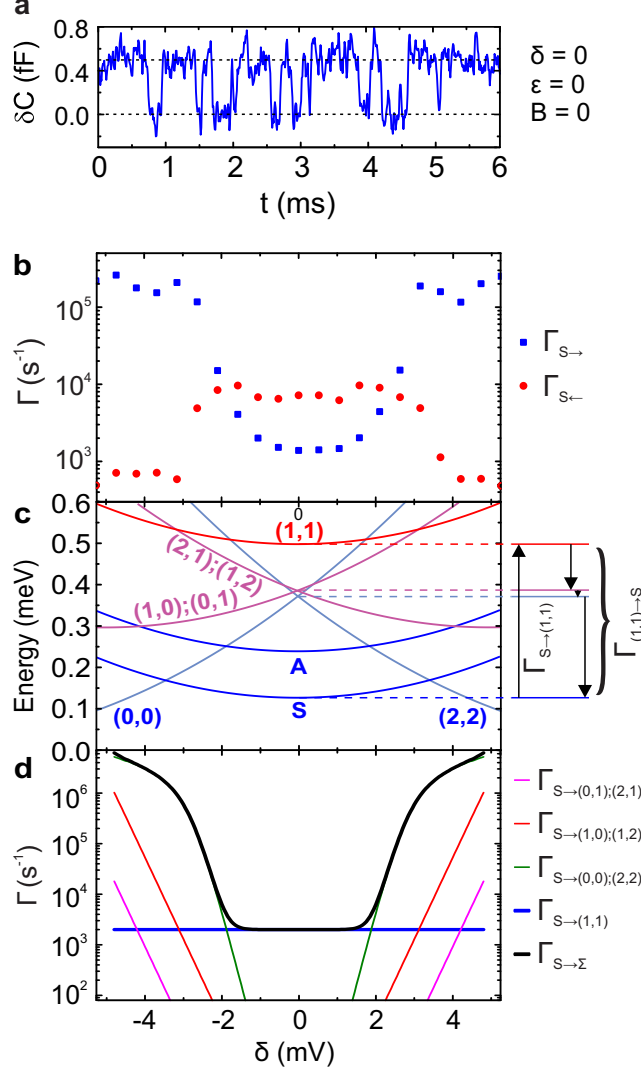 a
δC (fF)
0.8
0.4
0.0
0 1 2 3 4 5 6
t (ms)
δ = 0
ε = 0
B = 0
b
Γ (s⁻¹)
10⁵
10⁴
10³
Γ_S→
Γ_S←
0
c
Energy (meV)
0.6
0.5
0.4
0.3
0.2
0.1
0.0
(1,1)
(2,1);(1,2)
(1,0);(0,1)
A
S
(0,0)
(2,2)
Γ_S→(1,1)
Γ_(1,1)→S
d
Γ (s⁻¹)
10⁶
10⁵
10⁴
10³
10²
-4 -2 0 2 4
δ (mV)
Γ_S→(0,1);(2,1)
Γ_S→(1,0);(1,2)
Γ_S→(0,0);(2,2)
Γ_S→(1,1)
Γ_S→Σ